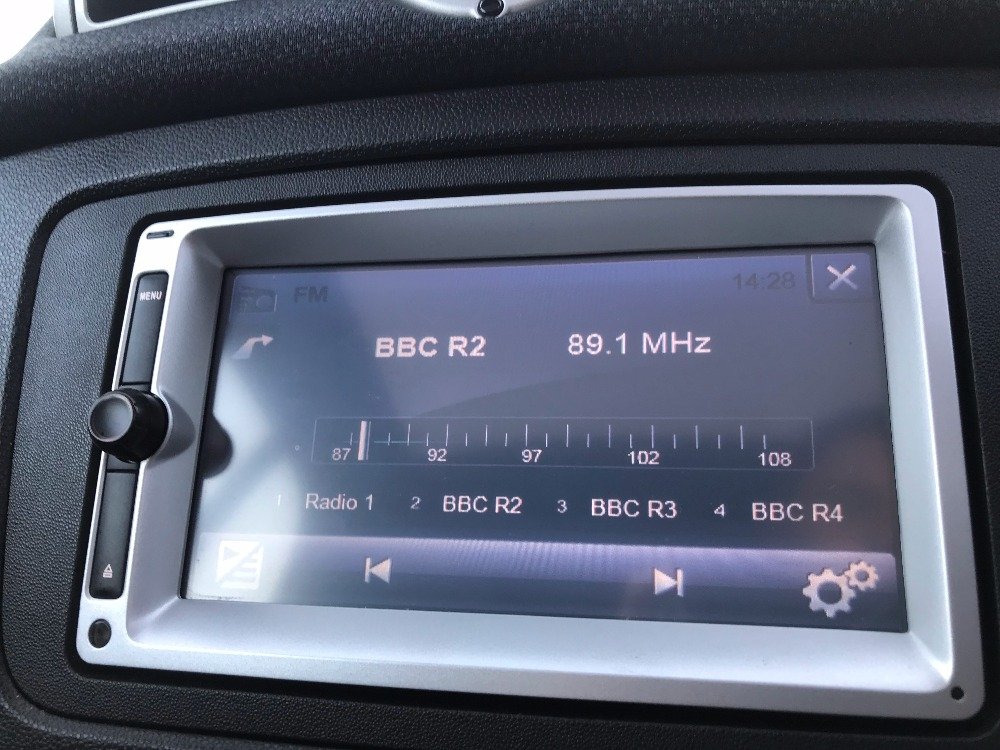 MENU
FM 14:28
BBC R2 89.1 MHz
87 92 97 102 108
1 Radio 1 2 BBC R2 3 BBC R3 4 BBC R4